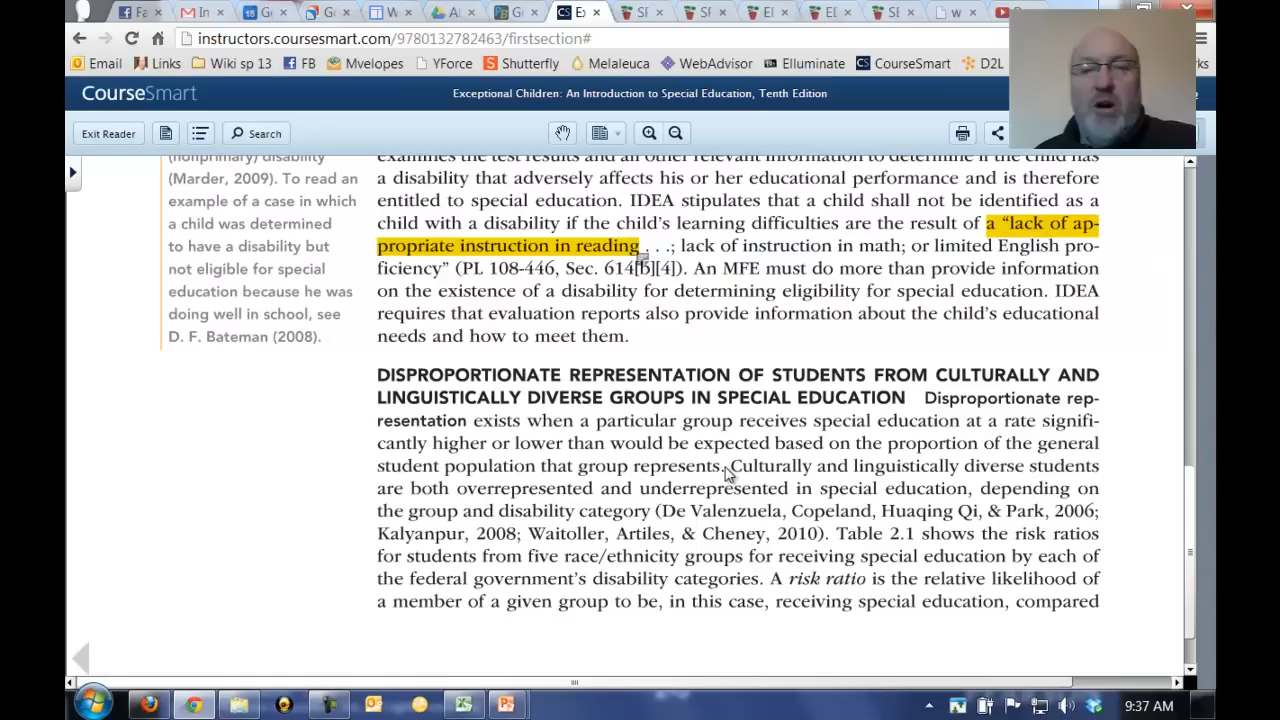 Fa
In
Go
Go
W
Al
Go
CS Ex
SF
SF
El
EL
SE
w
instructors.coursesmart.com/9780132782463/firstsection#
Email Links Wiki sp 13 FB Mvelopes YForce Shutterfly Melaleuca WebAdvisor Elluminate CourseSmart D2L
CourseSmart
Exceptional Children: An Introduction to Special Education, Tenth Edition
Exit Reader
Search
(nonprimary) disability
(Marder, 2009). To read an
example of a case in which
a child was determined
to have a disability but
not eligible for special
education because he was
doing well in school, see
D. F. Bateman (2008).
examines the test results and all other relevant information to determine if the child has
a disability that adversely affects his or her educational performance and is therefore
entitled to special education. IDEA stipulates that a child shall not be identified as a
child with a disability if the child's learning difficulties are the result of a “lack of ap-
propriate instruction in reading . . .; lack of instruction in math; or limited English pro-
ficiency” (PL 108-446, Sec. 614[b][4]). An MFE must do more than provide information
on the existence of a disability for determining eligibility for special education. IDEA
requires that evaluation reports also provide information about the child's educational
needs and how to meet them.
DISPROPORTIONATE REPRESENTATION OF STUDENTS FROM CULTURALLY AND
LINGUISTICALLY DIVERSE GROUPS IN SPECIAL EDUCATION Disproportionate rep-
resentation exists when a particular group receives special education at a rate signifi-
cantly higher or lower than would be expected based on the proportion of the general
student population that group represents. Culturally and linguistically diverse students
are both overrepresented and underrepresented in special education, depending on
the group and disability category (De Valenzuela, Copeland, Huaqing Qi, & Park, 2006;
Kalyanpur, 2008; Waitoller, Artiles, & Cheney, 2010). Table 2.1 shows the risk ratios
for students from five race/ethnicity groups for receiving special education by each of
the federal government's disability categories. A risk ratio is the relative likelihood of
a member of a given group to be, in this case, receiving special education, compared
9:37 AM